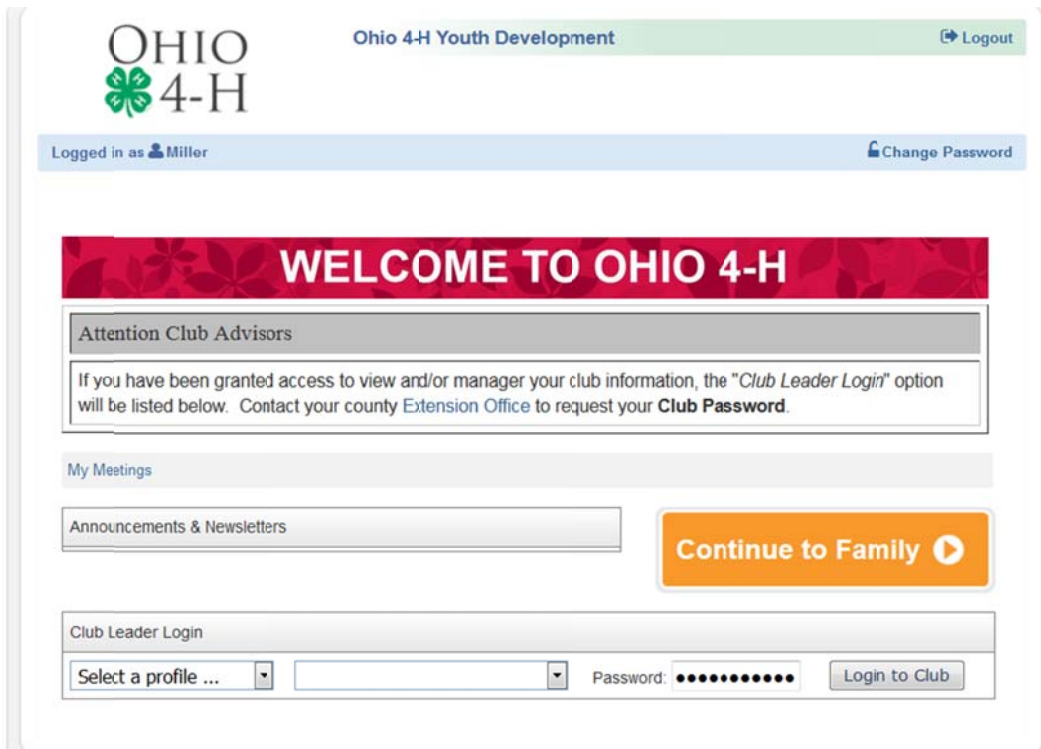 OHIO
4-H
Ohio 4-H Youth Development
Logout
Logged in as Miller
Change Password
WELCOME TO OHIO 4-H
Attention Club Advisors
If you have been granted access to view and/or manager your club information, the "Club Leader Login" option
will be listed below. Contact your county Extension Office to request your Club Password.
My Meetings
Announcements & Newsletters
Continue to Family
Club Leader Login
Select a profile ... Password: ●●●●●●●●●●● Login to Club